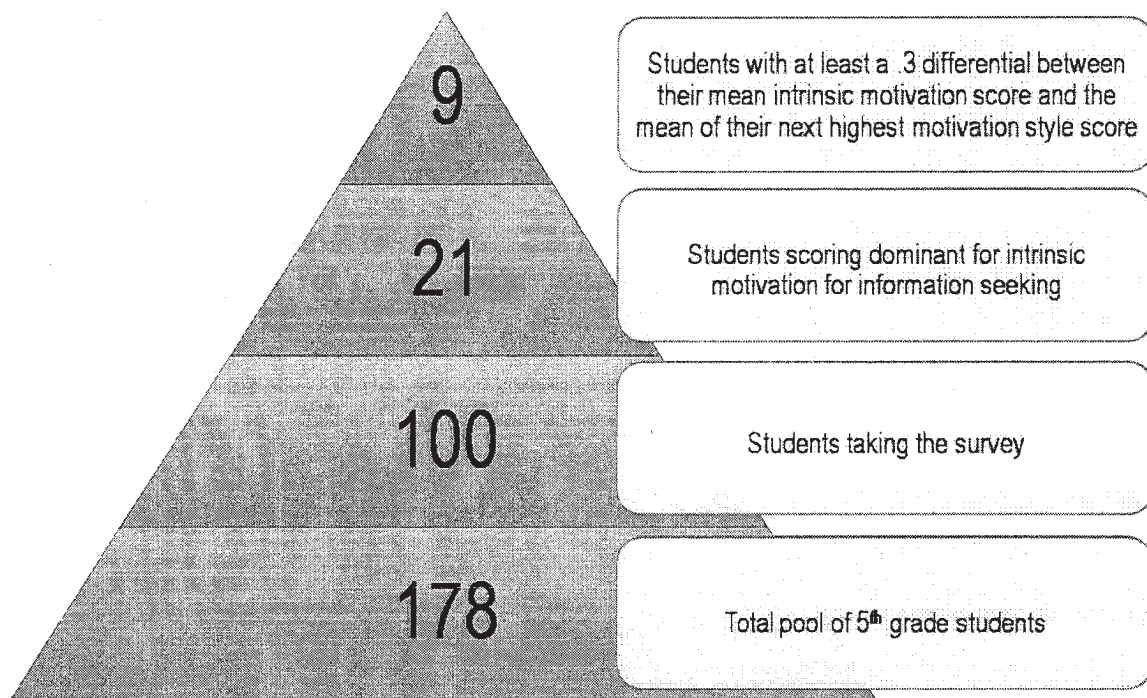 9
Students with at least a .3 differential between
their mean intrinsic motivation score and the
mean of their next highest motivation style score
21
Students scoring dominant for intrinsic
motivation for information seeking
100
Students taking the survey
178
Total pool of 5th grade students